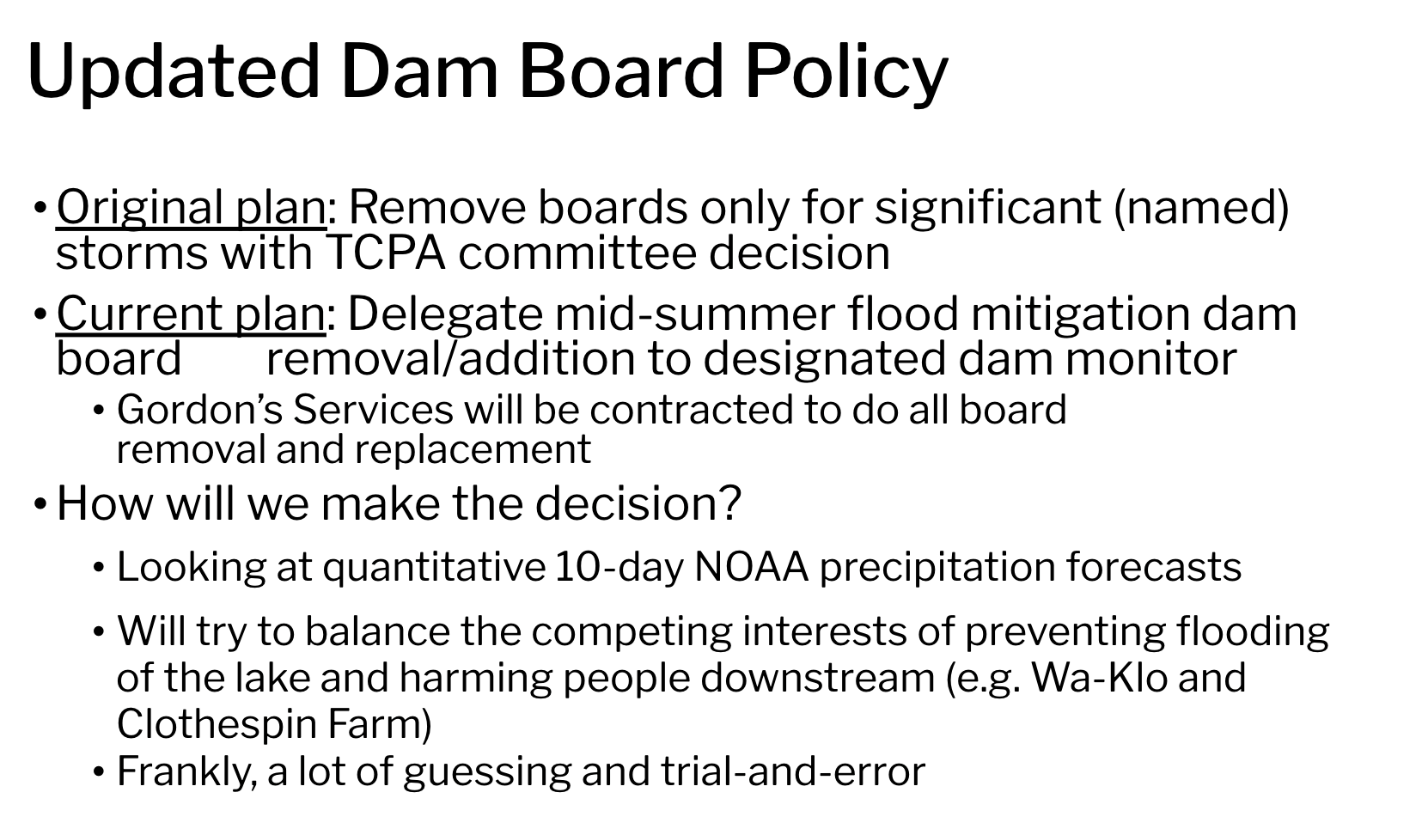 Updated Dam Board Policy
• Original plan: Remove boards only for significant (named)
storms with TCPA committee decision
• Current plan: Delegate mid-summer flood mitigation dam
board removal/addition to designated dam monitor
• Gordon’s Services will be contracted to do all board
removal and replacement
• How will we make the decision?
• Looking at quantitative 10-day NOAA precipitation forecasts
• Will try to balance the competing interests of preventing flooding
of the lake and harming people downstream (e.g. Wa-Klo and
Clothespin Farm)
• Frankly, a lot of guessing and trial-and-error